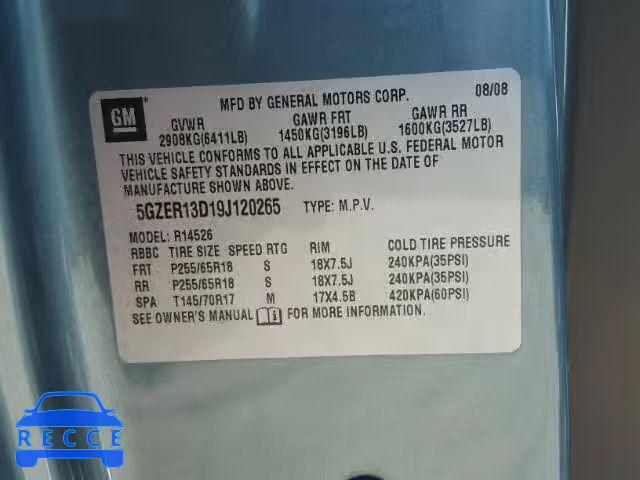 GM
MFD BY GENERAL MOTORS CORP. 08/08
GVWR GAWR FRT GAWR RR
2908KG(6411LB) 1450KG(3196LB) 1600KG(3527LB)
THIS VEHICLE CONFORMS TO ALL APPLICABLE U.S. FEDERAL MOTOR
VEHICLE SAFETY STANDARDS IN EFFECT ON THE DATE OF
MANUFACTURE SHOWN ABOVE.
5GZER13D19J120265 TYPE: M.P.V.
MODEL: R14526
RBBC TIRE SIZE SPEED RTG RIM COLD TIRE PRESSURE
FRT P255/65R18 S 18X7.5J 240KPA(35PSI)
RR P255/65R18 S 18X7.5J 240KPA(35PSI)
SPA T145/70R17 M 17X4.5B 420KPA(60PSI)
SEE OWNER'S MANUAL FOR MORE INFORMATION.
RECCE